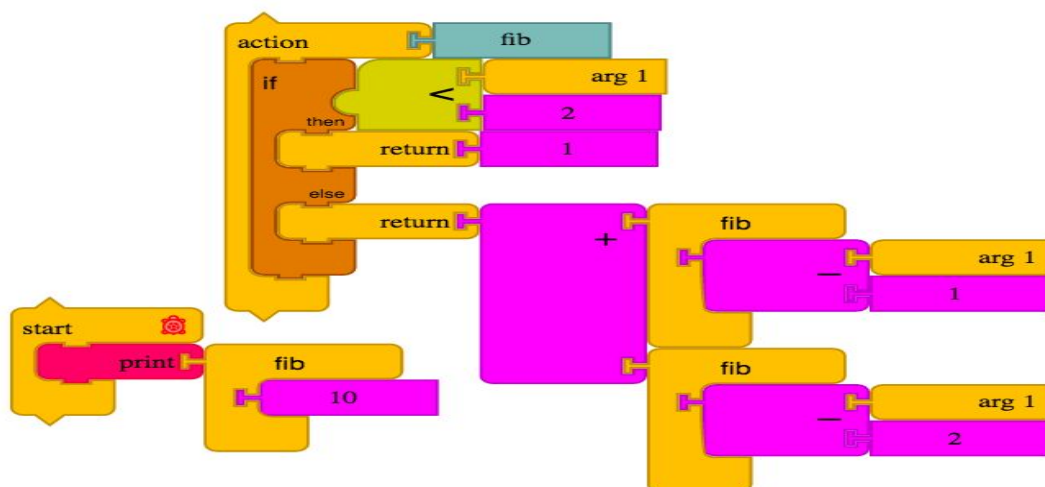 action fib
if < arg 1
2
then
return 1
else
return + fib
− arg 1
1
start
print fib
10
fib
− arg 1
2